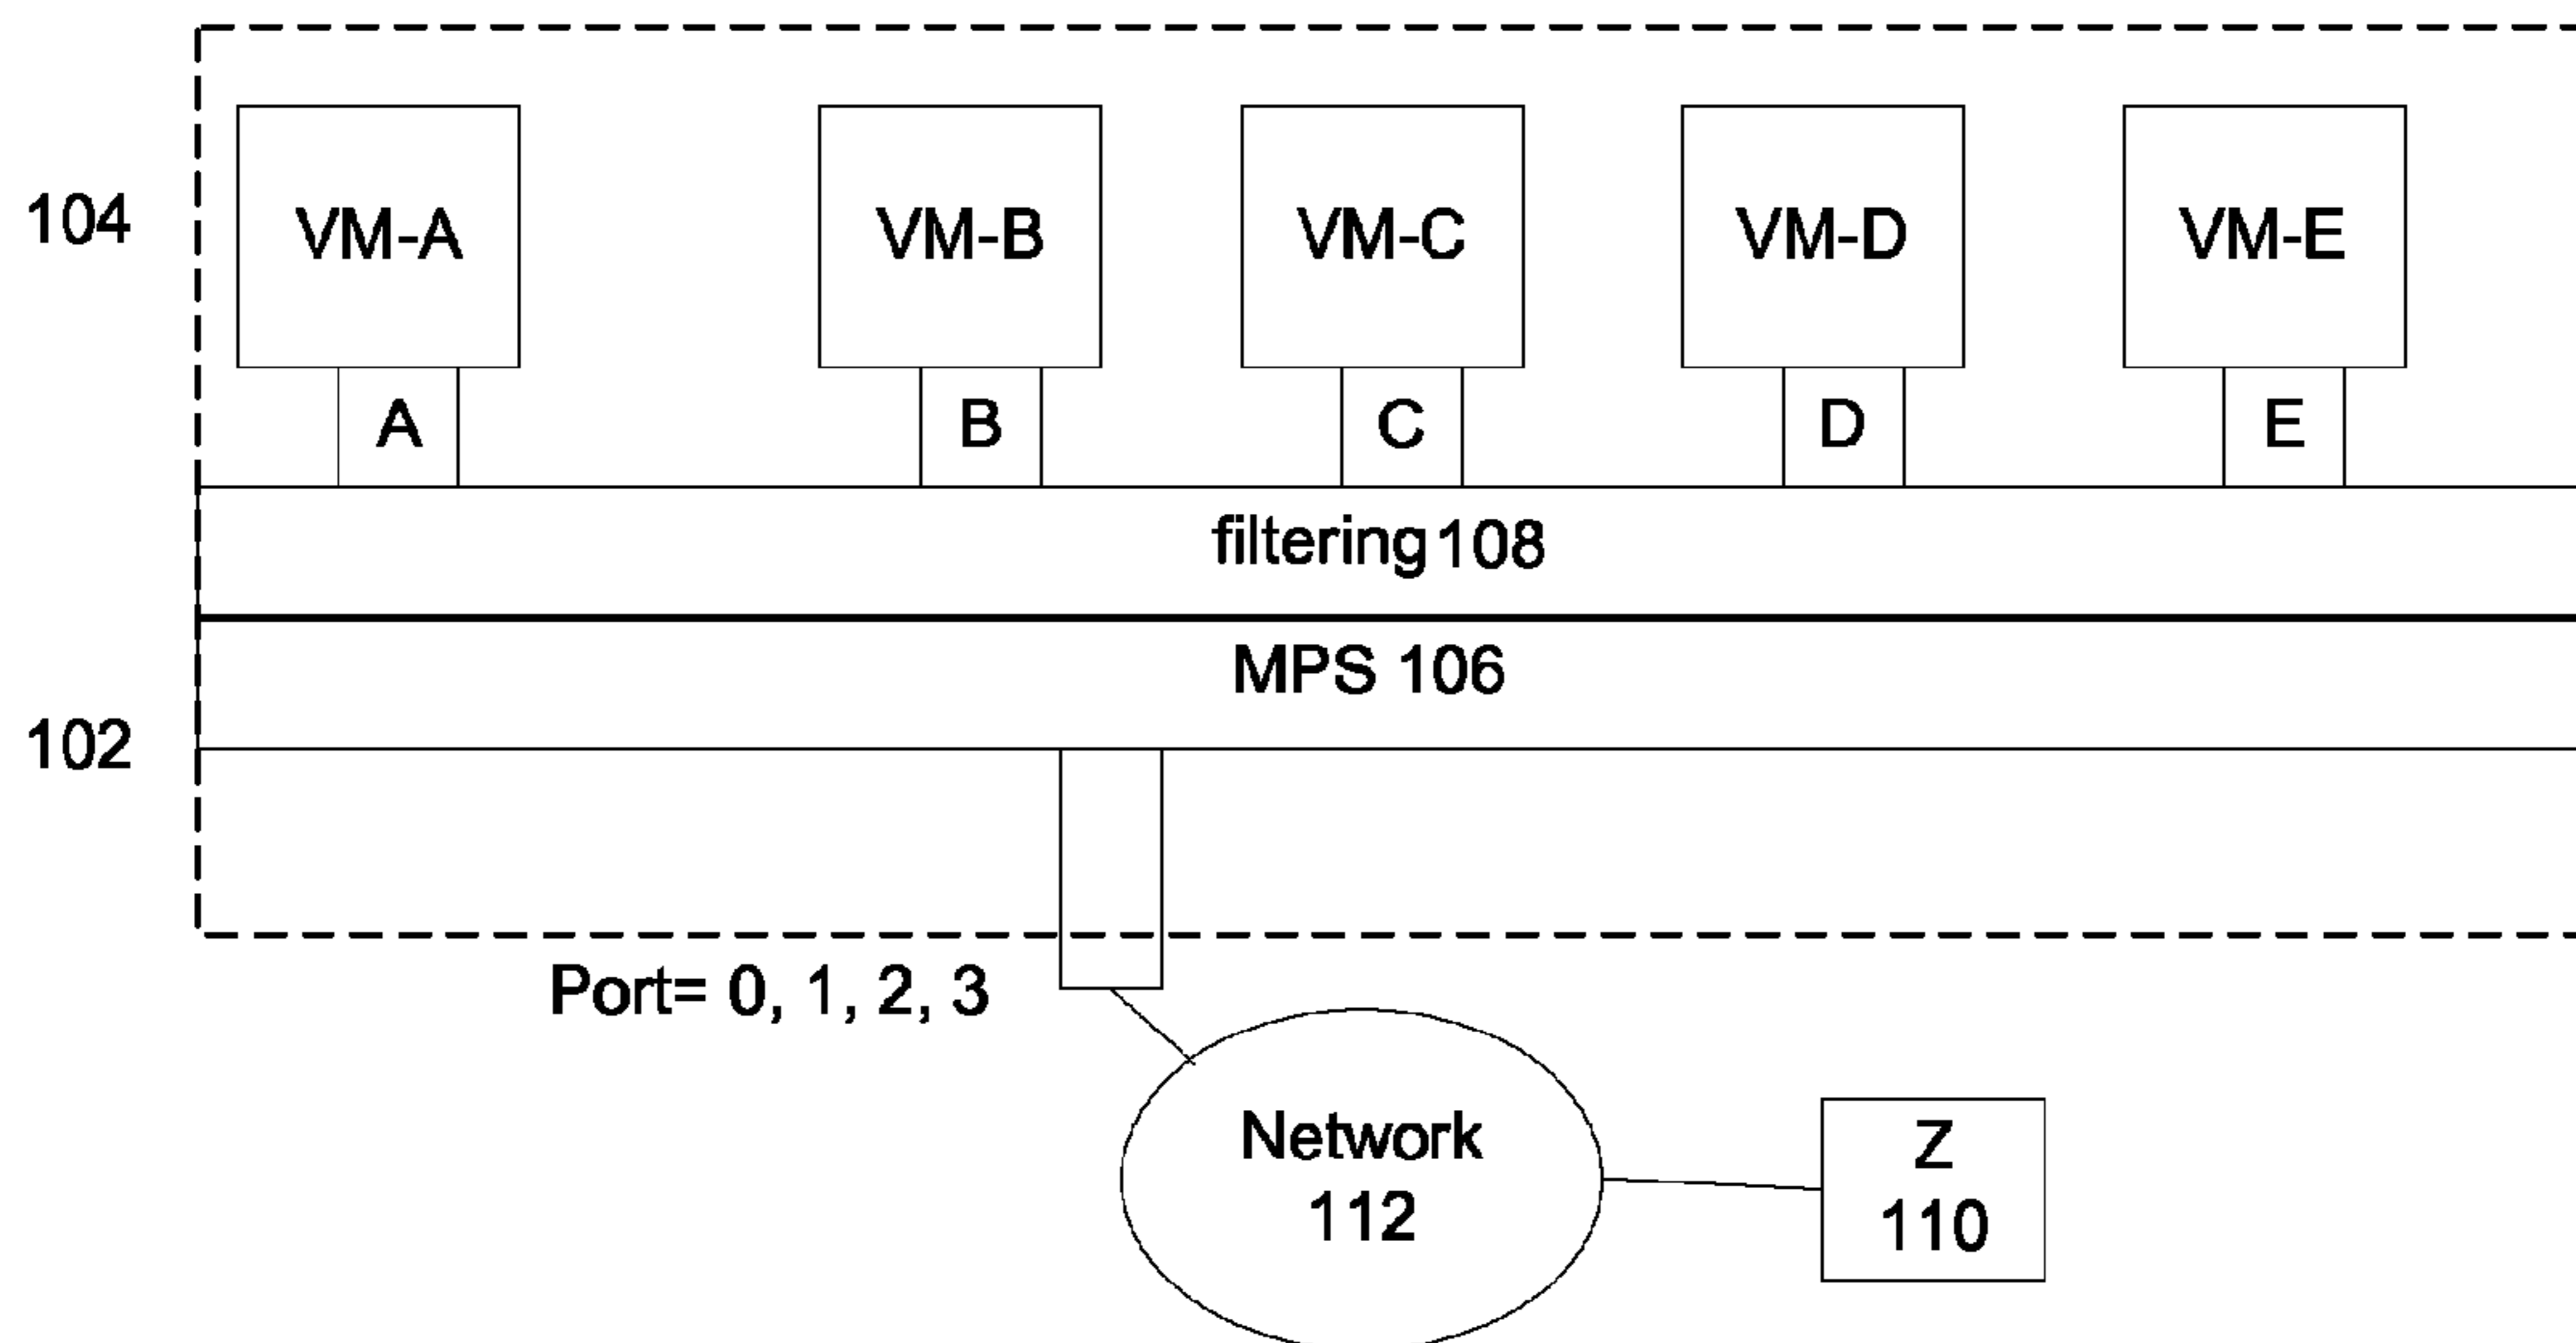 104
VM-A
VM-B
VM-C
VM-D
VM-E
A
B
C
D
E
filtering 108
MPS 106
102
Port= 0, 1, 2, 3
Network
112
Z
110